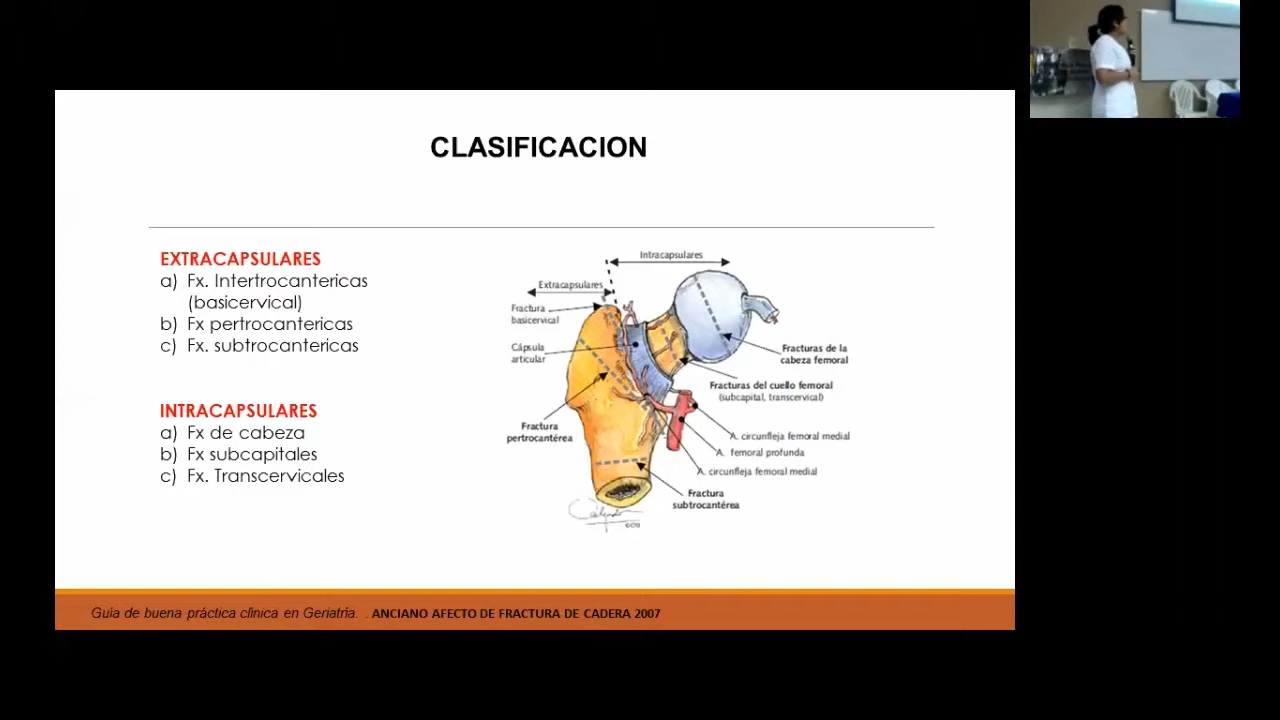 CLASIFICACION
EXTRACAPSULARES
a) Fx. Intertrocantericas
(basicervical)
b) Fx pertrocantericas
c) Fx. subtrocantericas
INTRACAPSULARES
a) Fx de cabeza
b) Fx subcapitales
c) Fx. Transcervicales
Intracapsulares
Extracapsulares
Fractura
basicervical
Cápsula
articular
Fracturas de la
cabeza femoral
Fracturas del cuello femoral
(subcapital, transcervical)
Fractura
pertrocantérea
A. circunfleja femoral medial
A. femoral profunda
A. circunfleja femoral medial
Fractura
subtrocantérea
Guia de buena práctica clínica en Geriatría. . ANCIANO AFECTO DE FRACTURA DE CADERA 2007